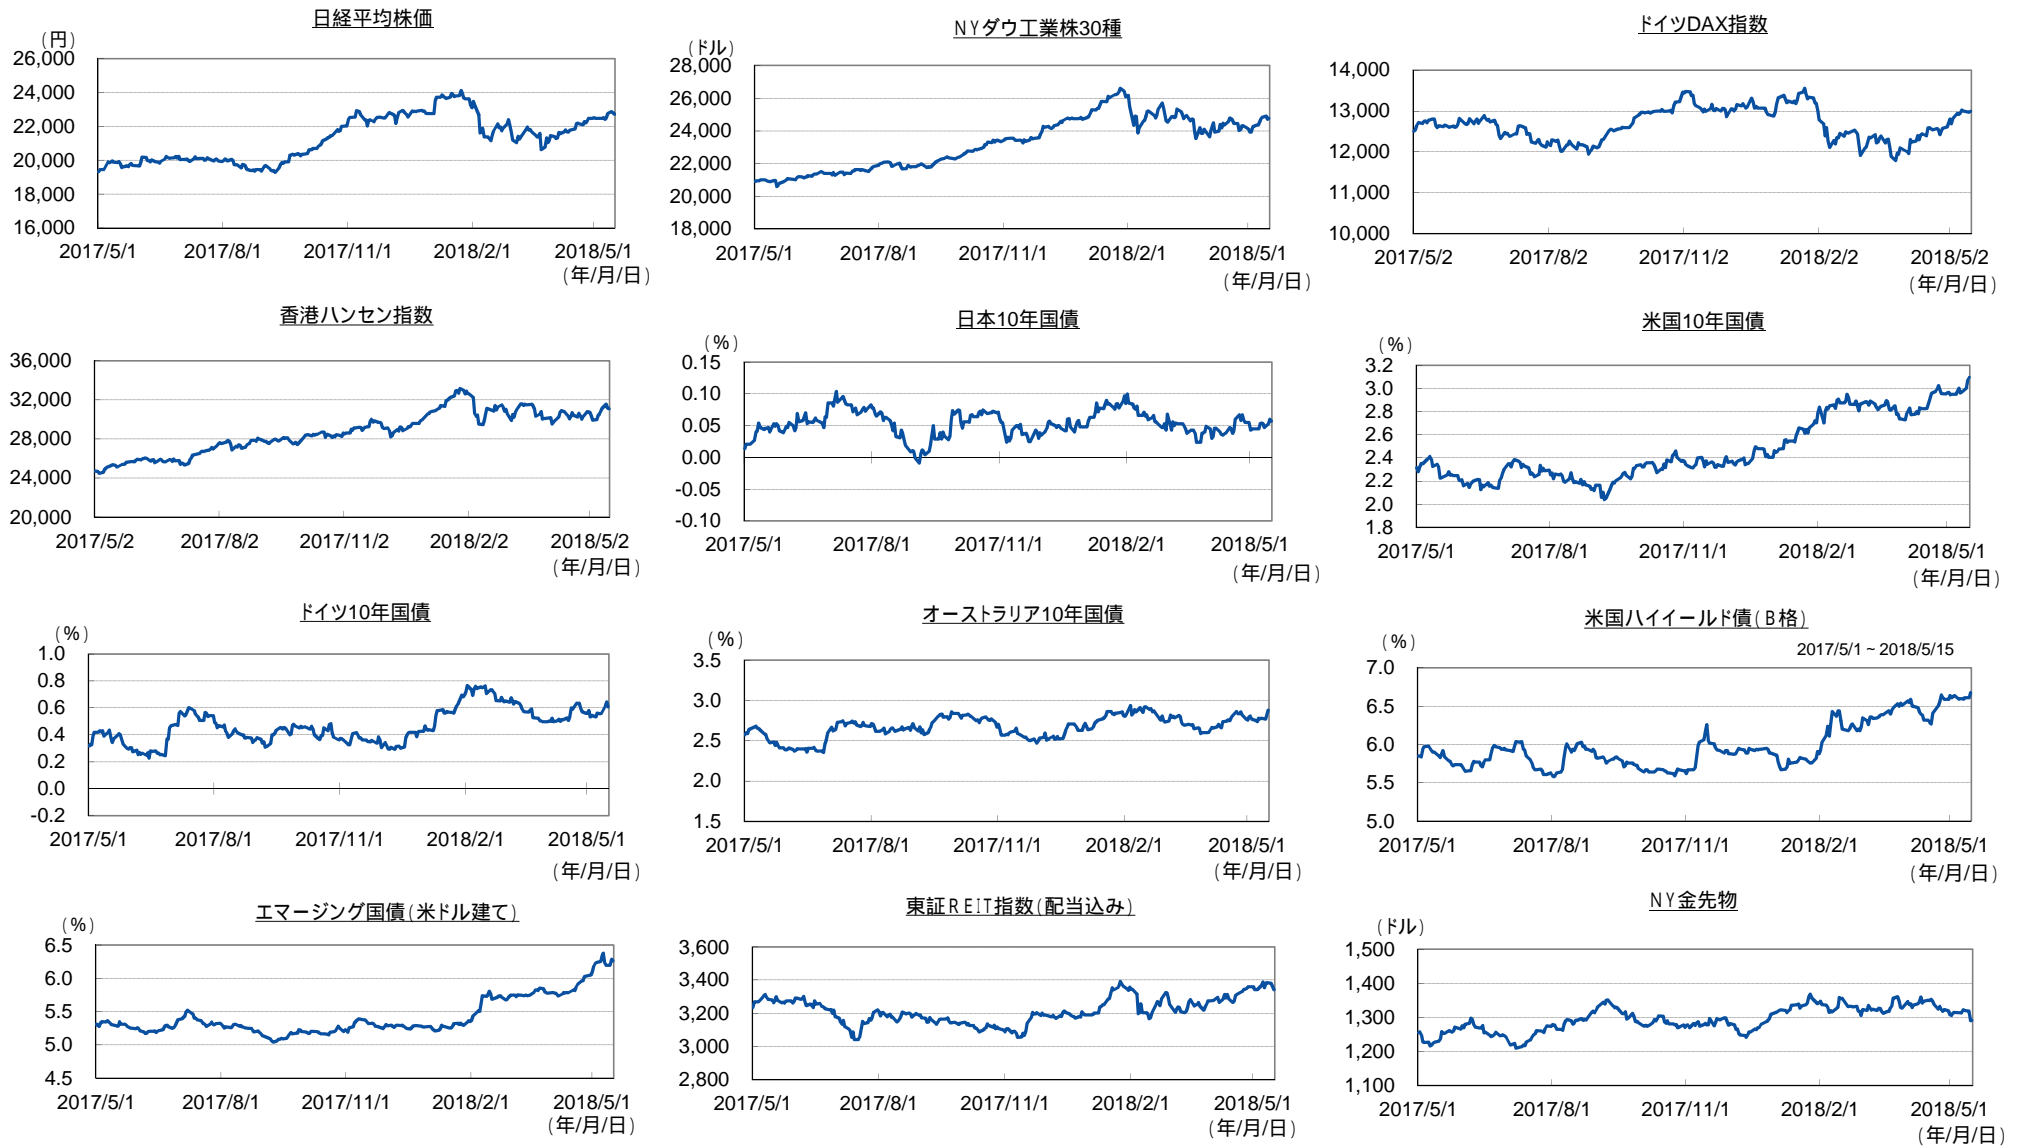 日経平均株価
(円)
26,000
24,000
22,000
20,000
18,000
16,000
2017/5/1 2017/8/1 2017/11/1 2018/2/1 2018/5/1
(年/月/日)
NYダウ工業株30種
(ドル)
28,000
26,000
24,000
22,000
20,000
18,000
2017/5/1 2017/8/1 2017/11/1 2018/2/1 2018/5/1
(年/月/日)
ドイツDAX指数
14,000
13,000
12,000
11,000
10,000
2017/5/2 2017/8/2 2017/11/2 2018/2/2 2018/5/2
(年/月/日)
香港ハンセン指数
36,000
32,000
28,000
24,000
20,000
2017/5/2 2017/8/2 2017/11/2 2018/2/2 2018/5/2
(年/月/日)
日本10年国債
(%)
0.15
0.10
0.05
0.00
-0.05
-0.10
2017/5/1 2017/8/1 2017/11/1 2018/2/1 2018/5/1
(年/月/日)
米国10年国債
(%)
3.2
3.0
2.8
2.6
2.4
2.2
2.0
1.8
2017/5/1 2017/8/1 2017/11/1 2018/2/1 2018/5/1
(年/月/日)
ドイツ10年国債
(%)
1.0
0.8
0.6
0.4
0.2
0.0
-0.2
2017/5/1 2017/8/1 2017/11/1 2018/2/1 2018/5/1
(年/月/日)
オーストラリア10年国債
(%)
3.5
3.0
2.5
2.0
1.5
2017/5/1 2017/8/1 2017/11/1 2018/2/1 2018/5/1
(年/月/日)
米国ハイイールド債(B格)
(%)
2017/5/1 ~ 2018/5/15
7.0
6.5
6.0
5.5
5.0
2017/5/1 2017/8/1 2017/11/1 2018/2/1 2018/5/1
(年/月/日)
エマージング国債(米ドル建て)
(%)
6.5
6.0
5.5
5.0
4.5
2017/5/1 2017/8/1 2017/11/1 2018/2/1 2018/5/1
(年/月/日)
東証REIT指数(配当込み)
3,600
3,400
3,200
3,000
2,800
2017/5/1 2017/8/1 2017/11/1 2018/2/1 2018/5/1
(年/月/日)
NY金先物
(ドル)
1,500
1,400
1,300
1,200
1,100
2017/5/1 2017/8/1 2017/11/1 2018/2/1 2018/5/1
(年/月/日)